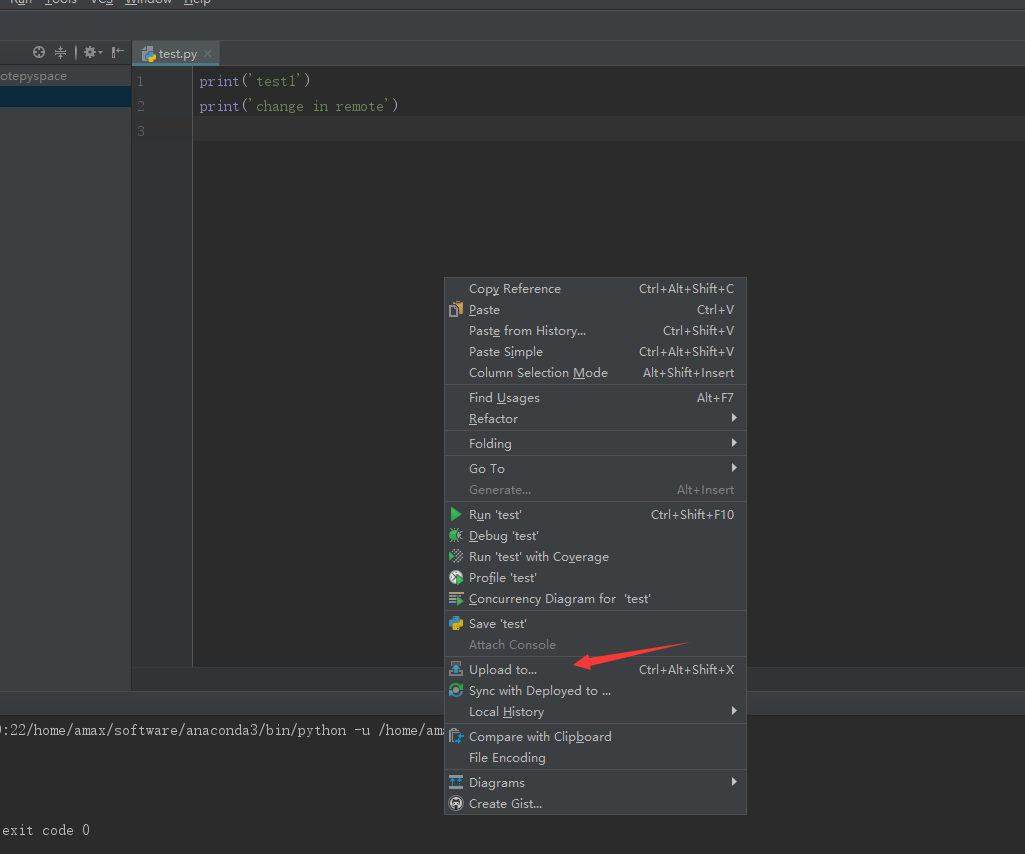 Run Tools VCS Window Help
test.py
otepyspace
1 print('test1')
2 print('change in remote')
3
Copy Reference Ctrl+Alt+Shift+C
Paste Ctrl+V
Paste from History... Ctrl+Shift+V
Paste Simple Ctrl+Alt+Shift+V
Column Selection Mode Alt+Shift+Insert
Find Usages Alt+F7
Refactor
Folding
Go To
Generate... Alt+Insert
Run 'test' Ctrl+Shift+F10
Debug 'test'
Run 'test' with Coverage
Profile 'test'
Concurrency Diagram for 'test'
Save 'test'
Attach Console
Upload to... Ctrl+Alt+Shift+X
Sync with Deployed to ...
Local History
:22/home/amax/software/anaconda3/bin/python -u /home/ama
Compare with Clipboard
File Encoding
Diagrams
Create Gist...
exit code 0